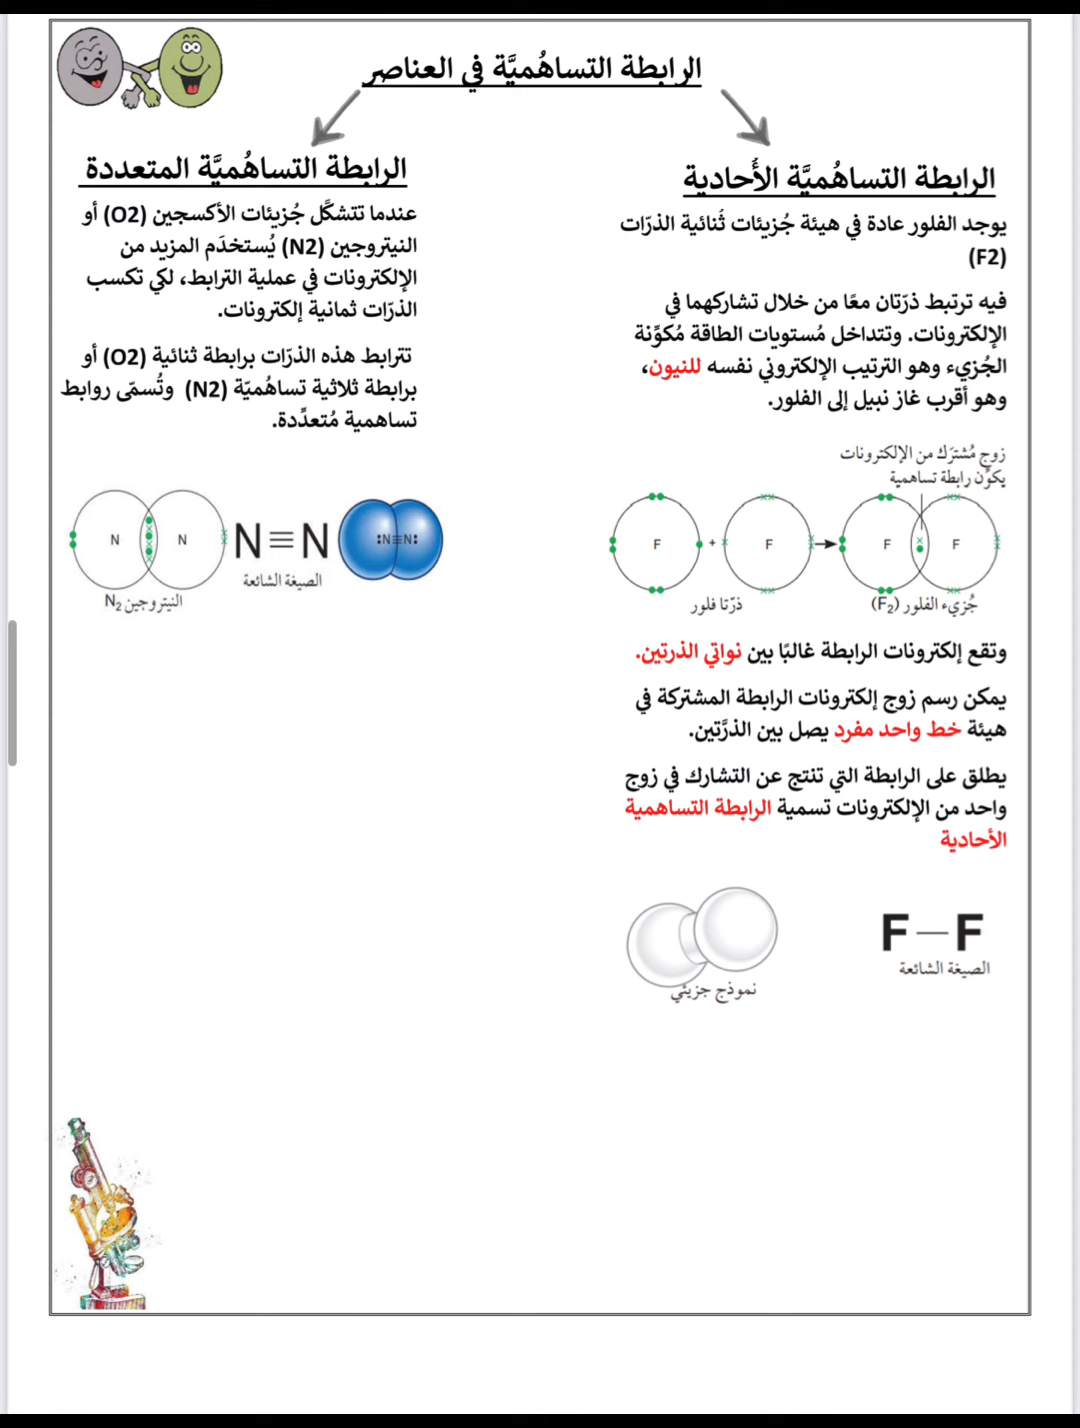 الرابطة التساهُميَّة في العناصر
الرابطة التساهُميَّة الأُحادية
يوجد الفلور عادة في هيئة جُزيئات ثُنائية الذرّات
(F2)
فيه ترتبط ذرّتان معًا من خلال تشاركهما في
الإلكترونات. وتتداخل مُستويات الطاقة مُكوِّنة
الجُزيء وهو الترتيب الإلكتروني نفسه للنيون،
وهو أقرب غاز نبيل إلى الفلور.
زوج مُشترَك من الإلكترونات
يكوِّن رابطة تساهمية
F + F F F
ذرّتا فلور
جُزيء الفلور (F₂)
وتقع إلكترونات الرابطة غالبًا بين نواتي الذرتين.
يمكن رسم زوج إلكترونات الرابطة المشتركة في
هيئة خط واحد مفرد يصل بين الذرَّتين.
يطلق على الرابطة التي تنتج عن التشارك في زوج
واحد من الإلكترونات تسمية الرابطة التساهمية
الأحادية
F — F
الصيغة الشائعة
نموذج جزيئي
الرابطة التساهُميَّة المتعددة
عندما تتشكَّل جُزيئات الأكسجين (O2) أو
النيتروجين (N2) يُستخدَم المزيد من
الإلكترونات في عملية الترابط، لكي تكسب
الذرّات ثمانية إلكترونات.
تترابط هذه الذرّات برابطة ثنائية (O2) أو
برابطة ثلاثية تساهُميّة (N2) وتُسمّى روابط
تساهمية مُتعدِّدة.
N N
النيتروجين N₂
N≡N
الصيغة الشائعة
:N≡N: